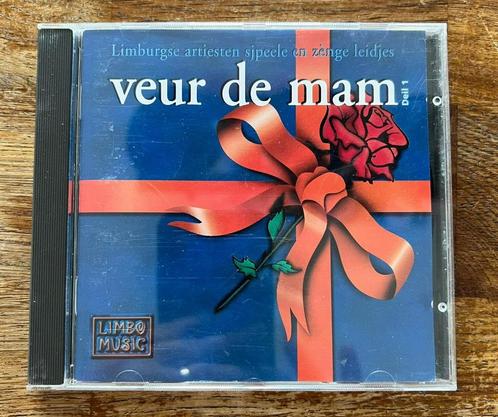 Limburgse artiesten sjpeele en zènge leidjes
veur de mam
Deil 1
LIMBO
MUSIC